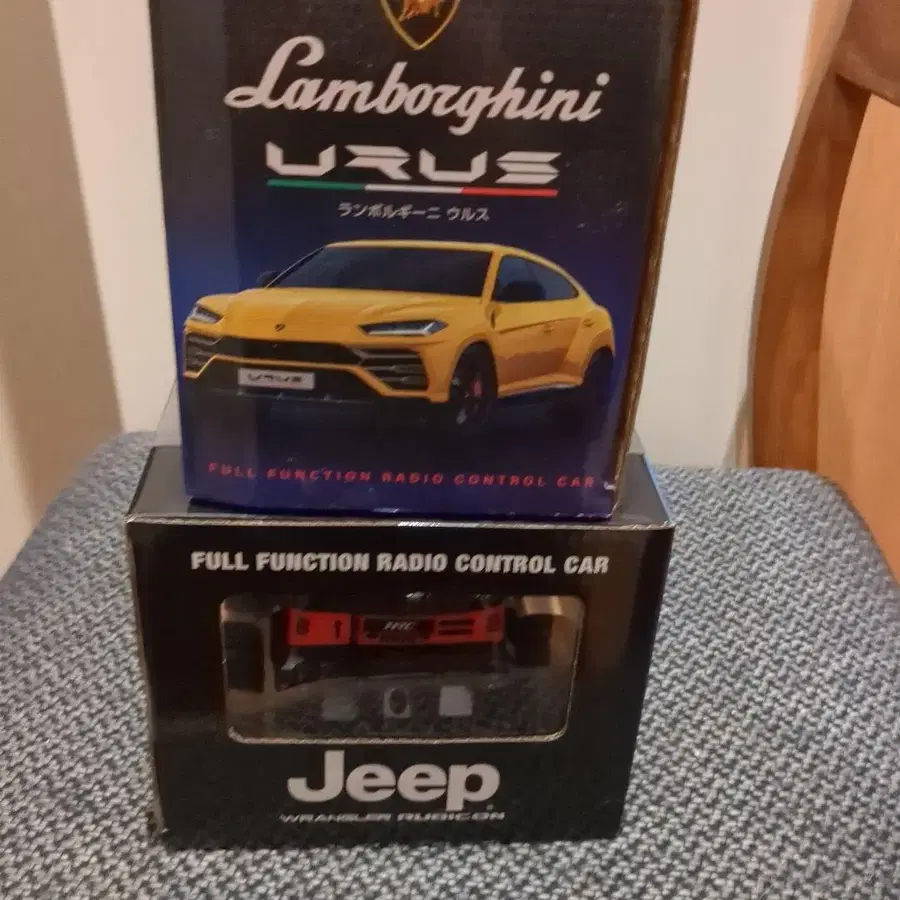 Lamborghini
URUS
ランボルギーニ ウルス
URUS
FULL FUNCTION RADIO CONTROL CAR
FULL FUNCTION RADIO CONTROL CAR
Jeep
WRANGLER RUBICON